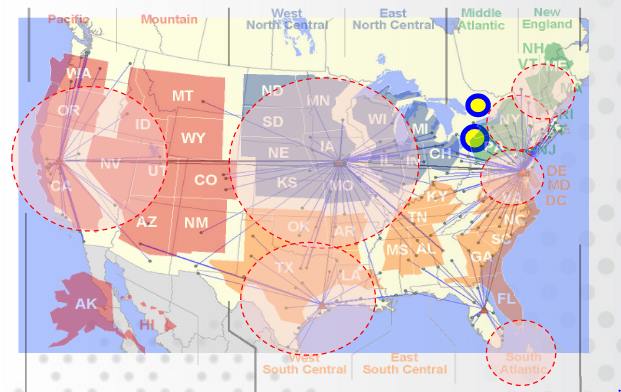 Pacific
Mountain
West
North Central
East
North Central
Middle
Atlantic
New
England
NH
VT
ME
WA
OR
ID
MT
ND
MN
WI
MI
NY
MA
RI
NJ
SD
WY
NV
UT
CO
NE
IA
IL
IN
OH
CA
KS
MO
KY
DE
MD
DC
AZ
NM
OK
AR
TN
NC
SC
MS
AL
GA
TX
LA
FL
AK
HI
West
South Central
East
South Central
South
Atlantic